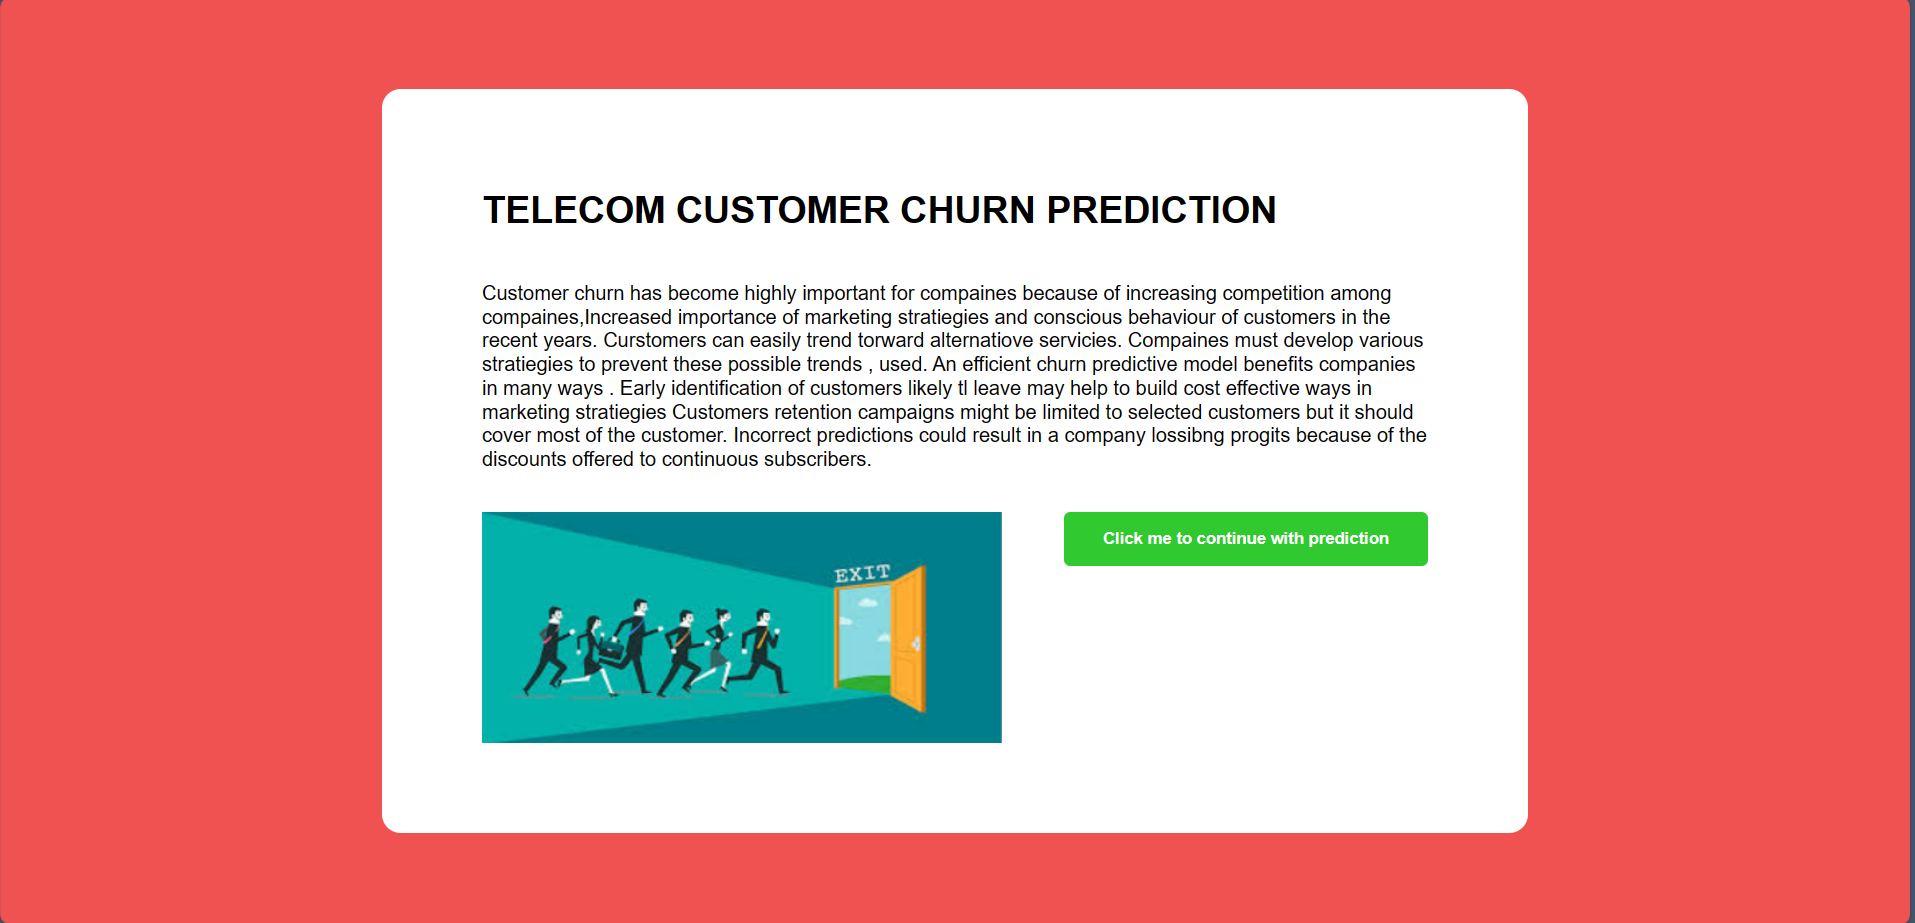 TELECOM CUSTOMER CHURN PREDICTION
Customer churn has become highly important for compaines because of increasing competition among
compaines,Increased importance of marketing stratiegies and conscious behaviour of customers in the
recent years. Curstomers can easily trend torward alternatiove servicies. Compaines must develop various
stratiegies to prevent these possible trends , used. An efficient churn predictive model benefits companies
in many ways . Early identification of customers likely tl leave may help to build cost effective ways in
marketing stratiegies Customers retention campaigns might be limited to selected customers but it should
cover most of the customer. Incorrect predictions could result in a company lossibng progits because of the
discounts offered to continuous subscribers.
EXIT
Click me to continue with prediction